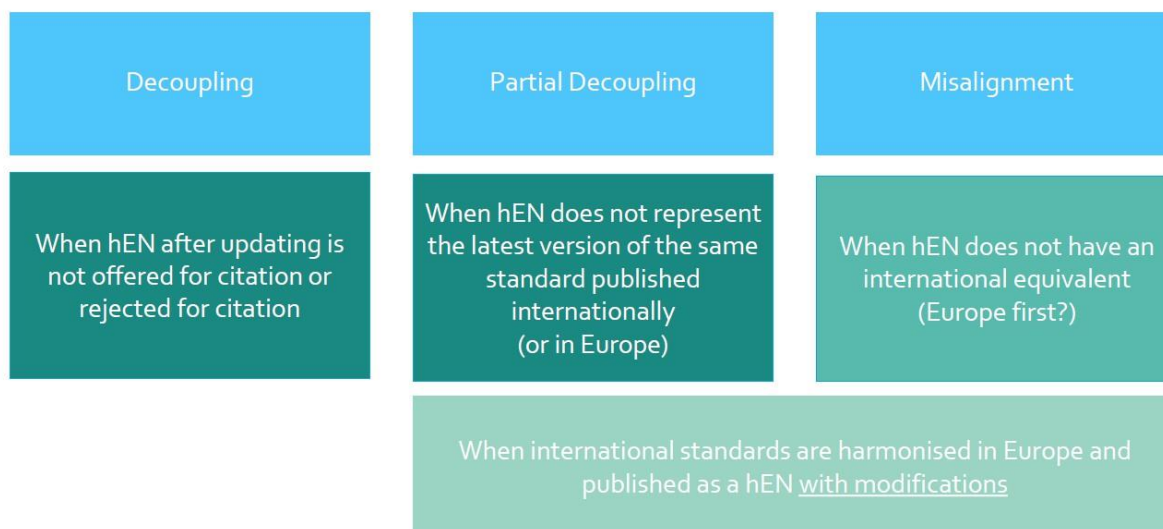 Decoupling
Partial Decoupling
Misalignment
When hEN after updating is
not offered for citation or
rejected for citation
When hEN does not represent
the latest version of the same
standard published
internationally
(or in Europe)
When hEN does not have an
international equivalent
(Europe first?)
When international standards are harmonised in Europe and
published as a hEN with modifications